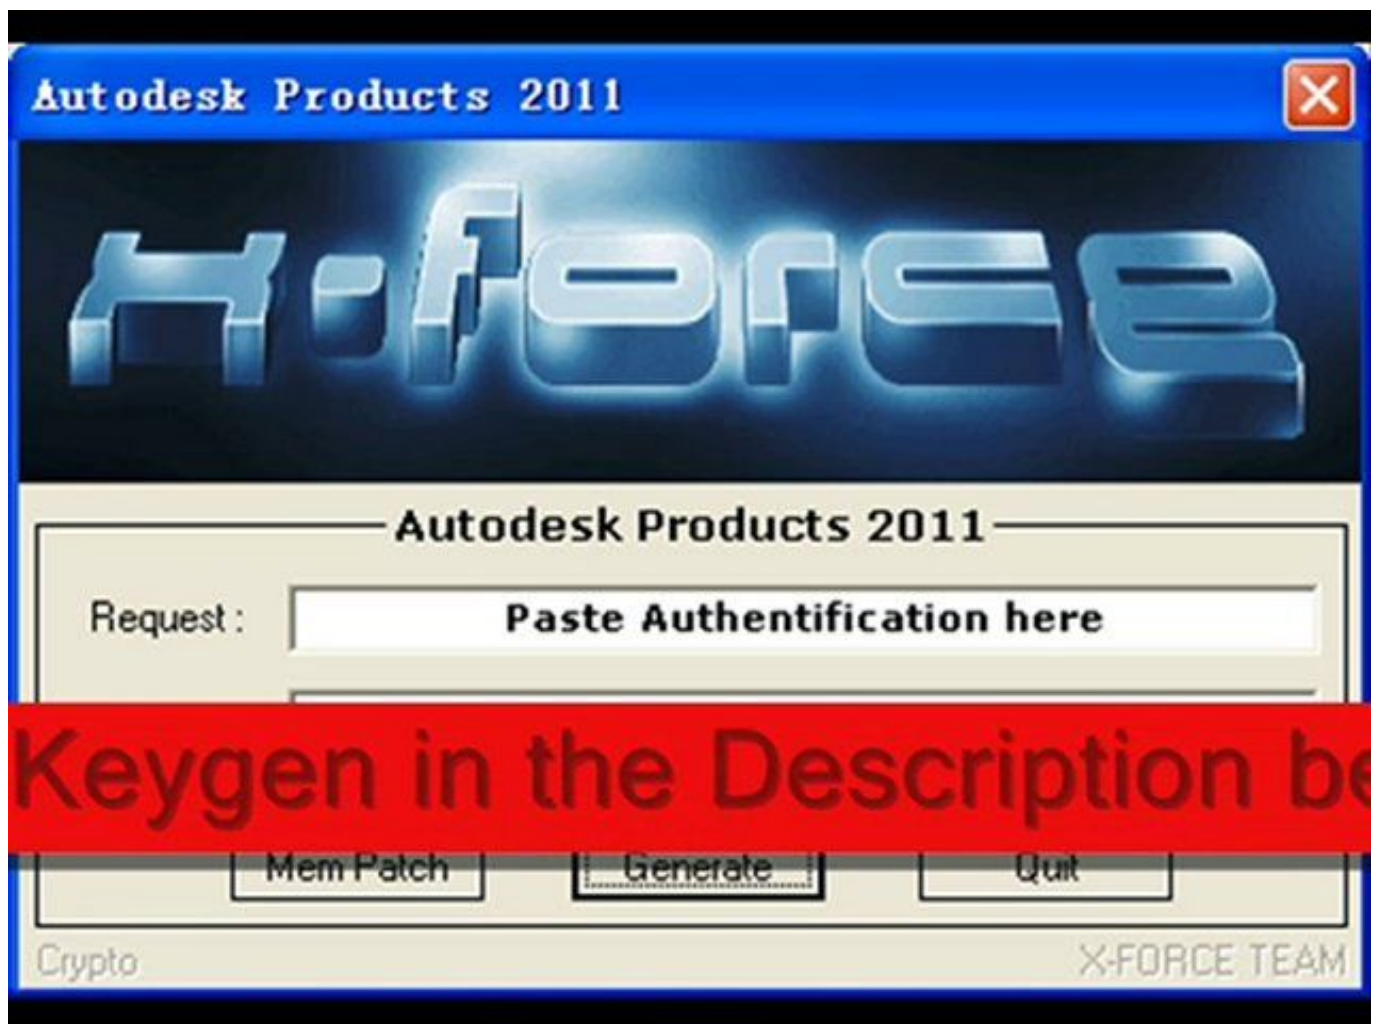 Autodesk Products 2011
x-force
Autodesk Products 2011
Request :
Paste Authentification here
Keygen in the Description
Mem Patch
Generate
Quit
Crypto
X-FORCE TEAM